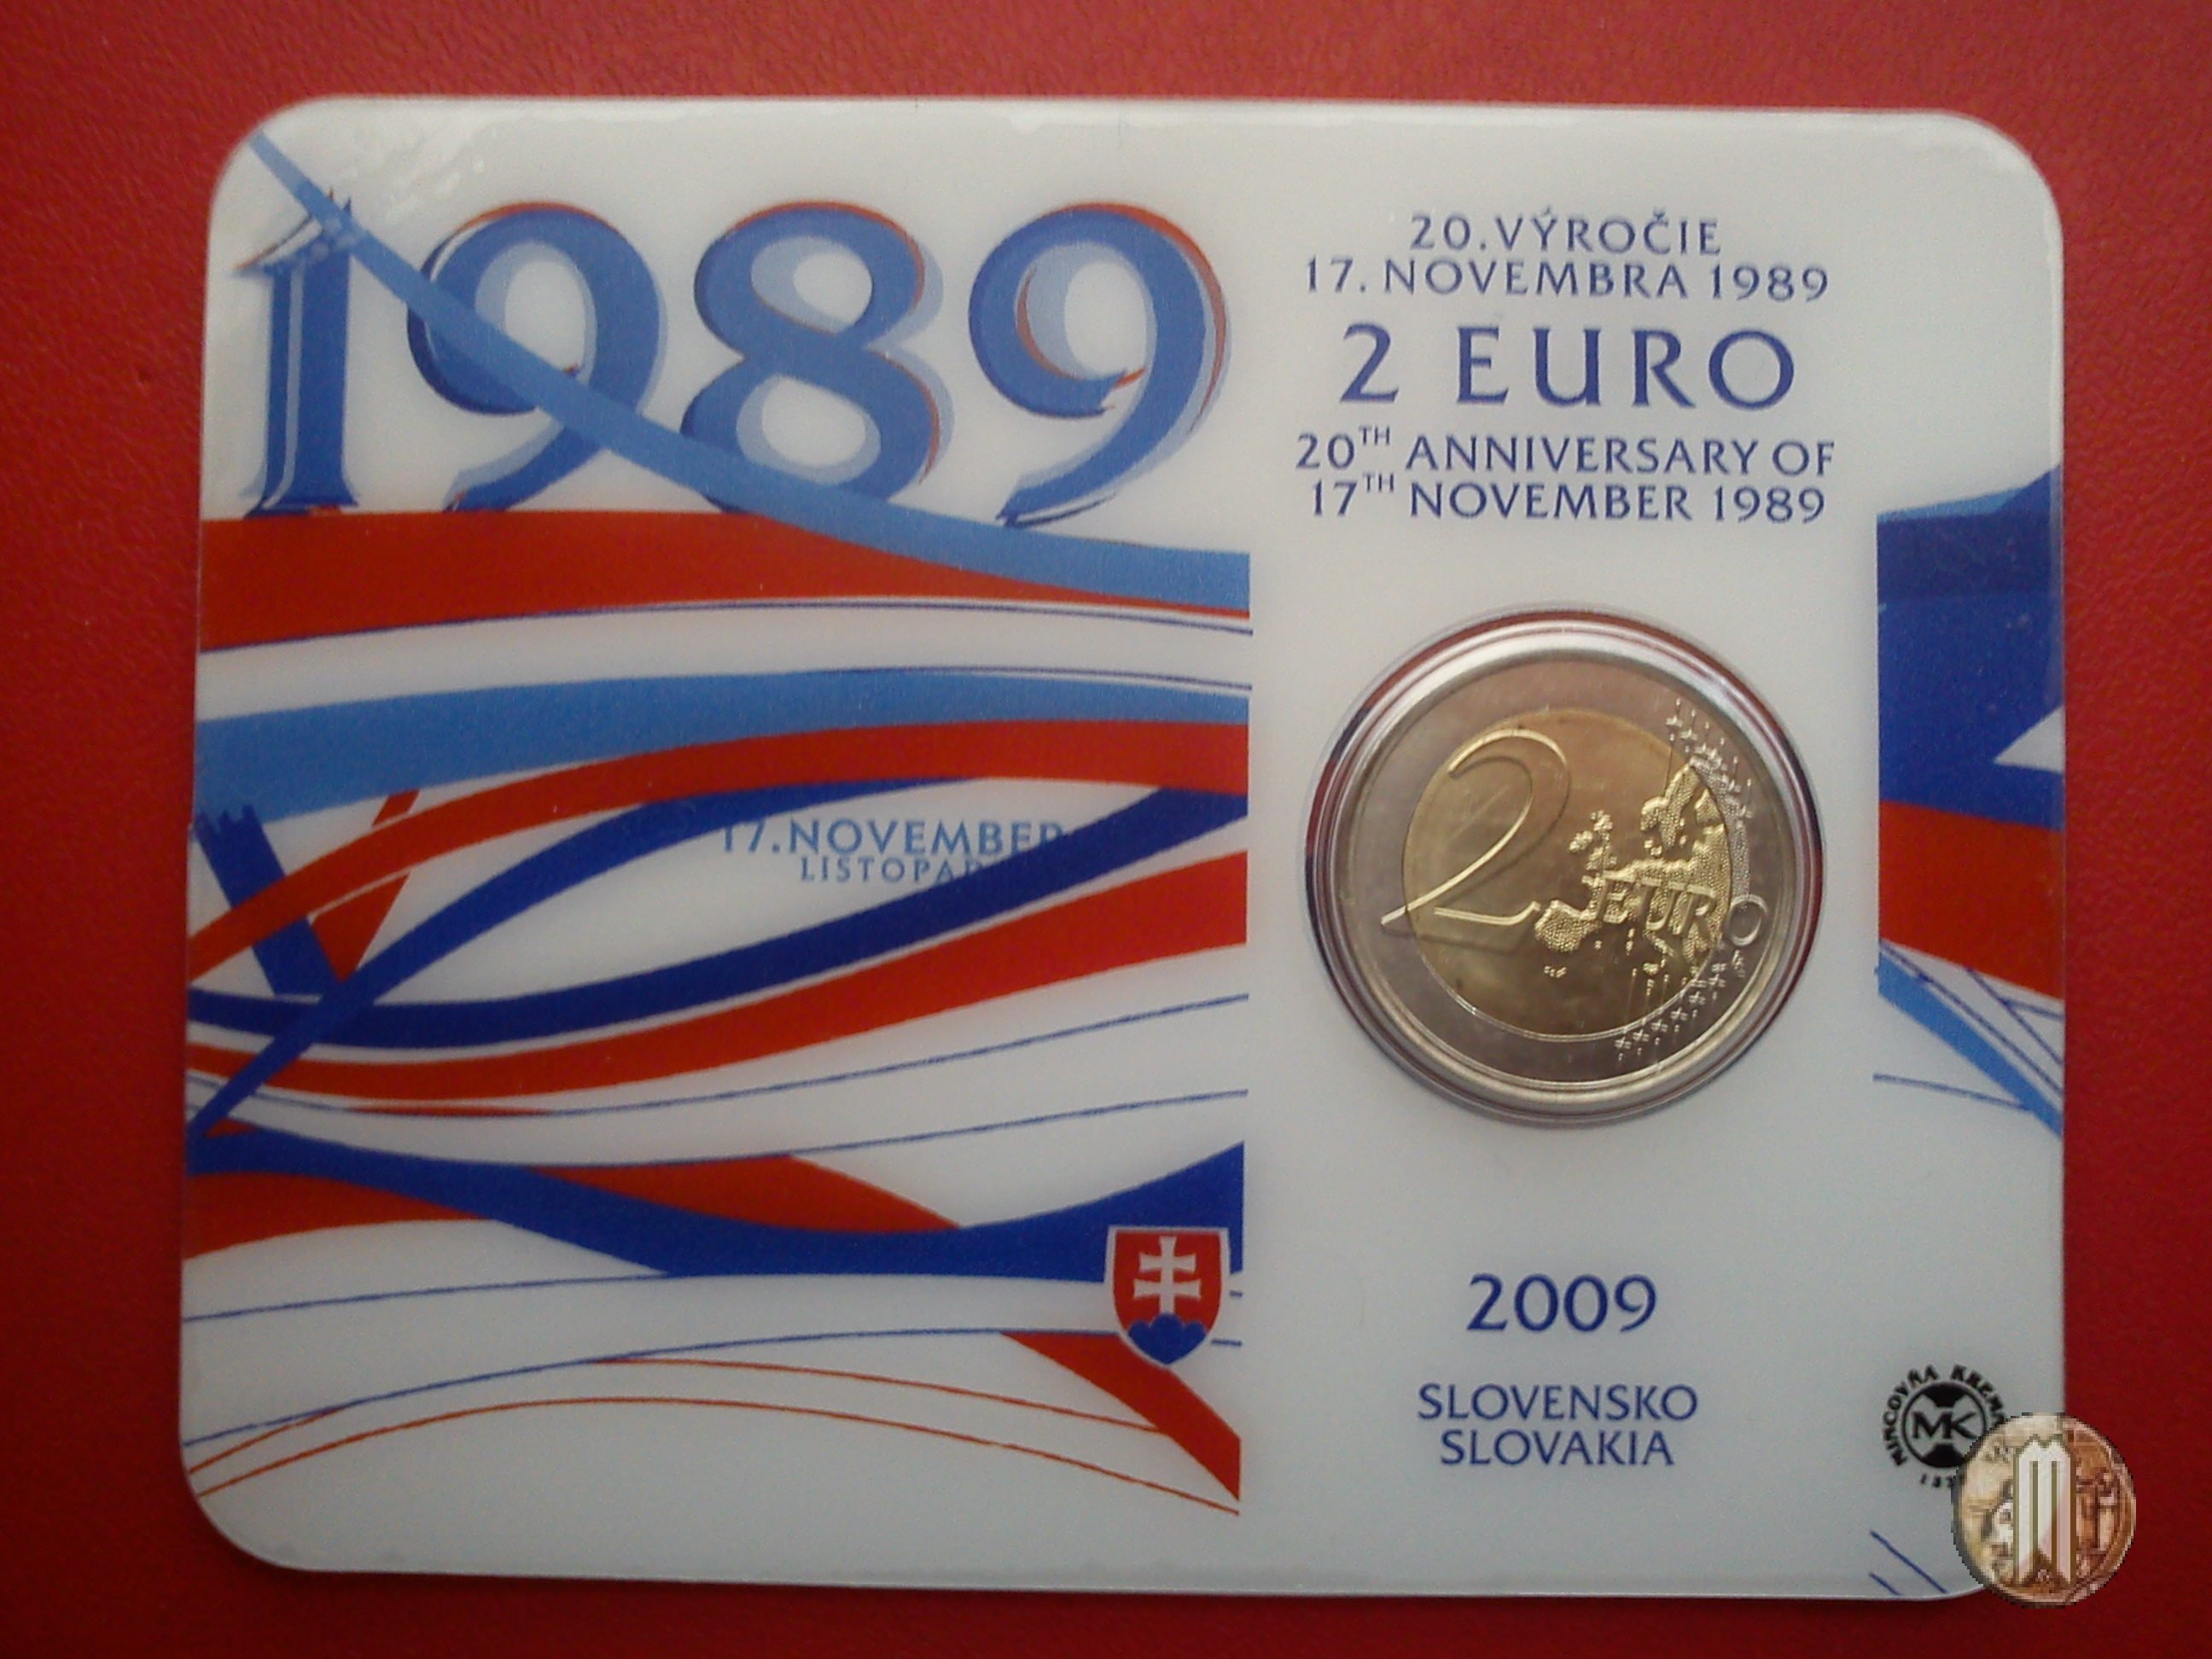 1989
20. VÝROČIE
17. NOVEMBRA 1989
2 EURO
20TH ANNIVERSARY OF
17TH NOVEMBER 1989
17. NOVEMBER
2 EURO
2009
SLOVENSKO
SLOVAKIA
MINCOVŇA
MK